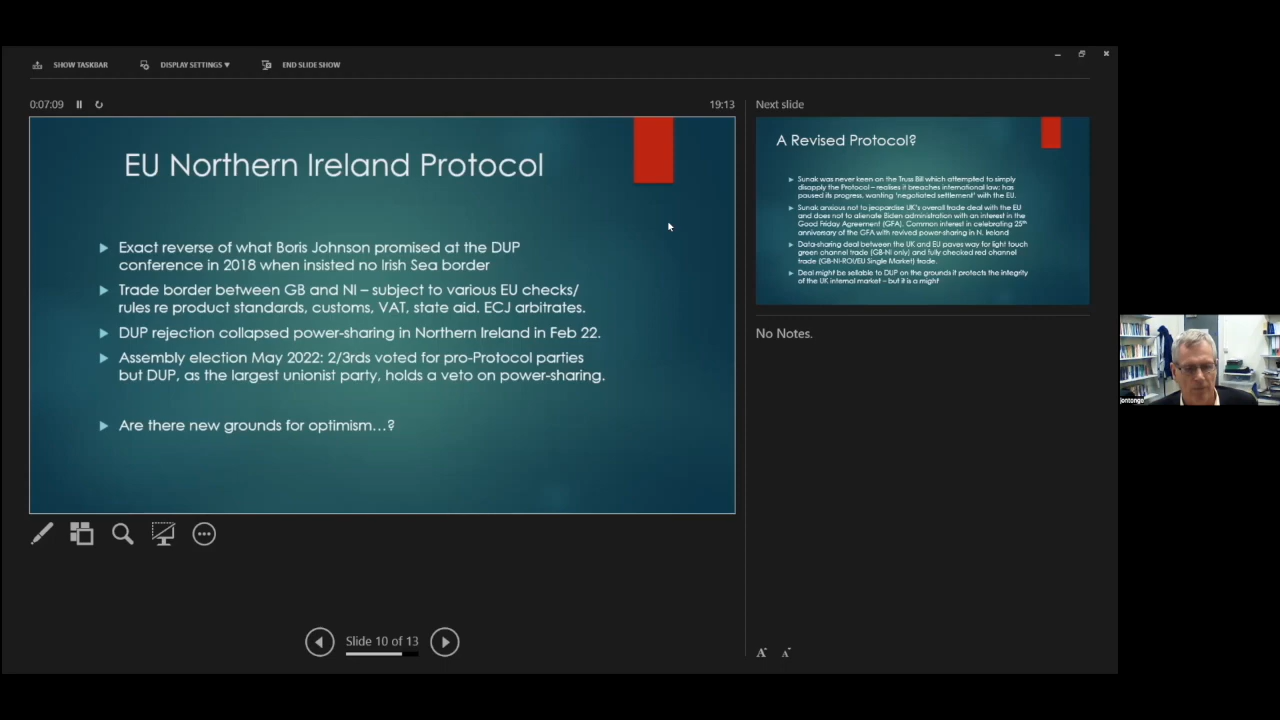 SHOW TASKBAR
DISPLAY SETTINGS ▼
END SLIDE SHOW
0:07:09
19:13
EU Northern Ireland Protocol
Exact reverse of what Boris Johnson promised at the DUP
conference in 2018 when insisted no Irish Sea border
Trade border between GB and NI – subject to various EU checks/
rules re product standards, customs, VAT, state aid. ECJ arbitrates.
DUP rejection collapsed power-sharing in Northern Ireland in Feb 22.
Assembly election May 2022: 2/3rds voted for pro-Protocol parties
but DUP, as the largest unionist party, holds a veto on power-sharing.
Are there new grounds for optimism…?
Slide 10 of 13
Next slide
A Revised Protocol?
Sunak was never keen on the Truss Bill which attempted to simply
disapply the Protocol – realises it breaches international law; has
paused its progress, wanting 'negotiated settlement' with the EU.
Sunak anxious not to jeopardise UK's overall trade deal with the EU
and does not to alienate Biden administration with an interest in the
Good Friday Agreement (GFA). Common interest in celebrating 25th
anniversary of the GFA with revived power-sharing in N. Ireland
Data-sharing deal between the UK and EU paves way for light touch
green channel trade (GB-NI only) and fully checked red channel
trade (GB-NI-ROI/EU Single Market) trade.
Deal might be sellable to DUP on the grounds it protects the integrity
of the UK internal market – but it is a might
No Notes.
A A
jontonge